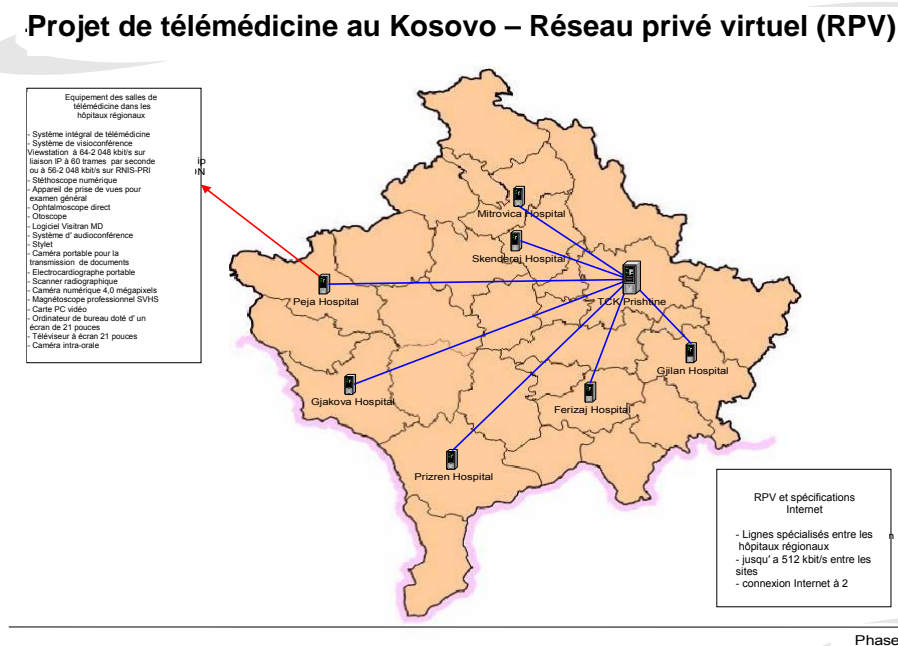 Projet de télémédicine au Kosovo – Réseau privé virtuel (RPV)
Equipement des salles de
télémédecine dans les
hôpitaux régionaux
- Système intégral de télémédicine
- Système de visioconférence
Viewstation à 64-2 048 kbit/s sur
liaison IP à 60 trames par seconde
ou à 56-2 048 kbit/s sur RNIS-PRI
- Stéthoscope numérique
- Appareil de prise de vues pour
examen général
- Ophtalmoscope direct
- Otoscope
- Logiciel Visitran MD
- Système d' audioconférence
- Stylet
- Caméra portable pour la
transmission de documents
- Electrocardiographe portable
- Scanner radiographique
- Caméra numérique 4,0 mégapixels
- Magnétoscope professionnel SVHS
- Carte PC vidéo
- Ordinateur de bureau doté d' un
écran de 21 pouces
- Téléviseur à écran 21 pouces
- Caméra intra-orale
Mitrovica Hospital
Skenderaj Hospital
Peja Hospital
TCK Prishtine
Gjilan Hospital
Gjakova Hospital
Ferizaj Hospital
Prizren Hospital
RPV et spécifications
Internet
- Lignes spécialisés entre les
hôpitaux régionaux
- jusqu' a 512 kbit/s entre les
sites
- connexion Internet à 2
Phase